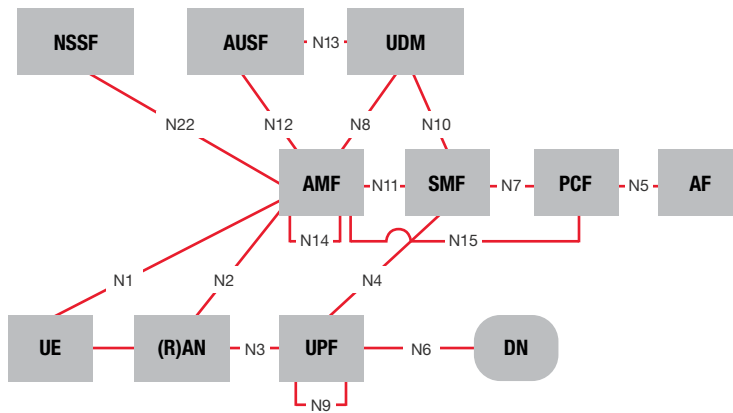 NSSF
AUSF
N13
UDM
N22
N12
N8
N10
AMF
N11
SMF
N7
PCF
N5
AF
N14
N15
N1
N2
N4
UE
(R)AN
N3
UPF
N6
DN
N9